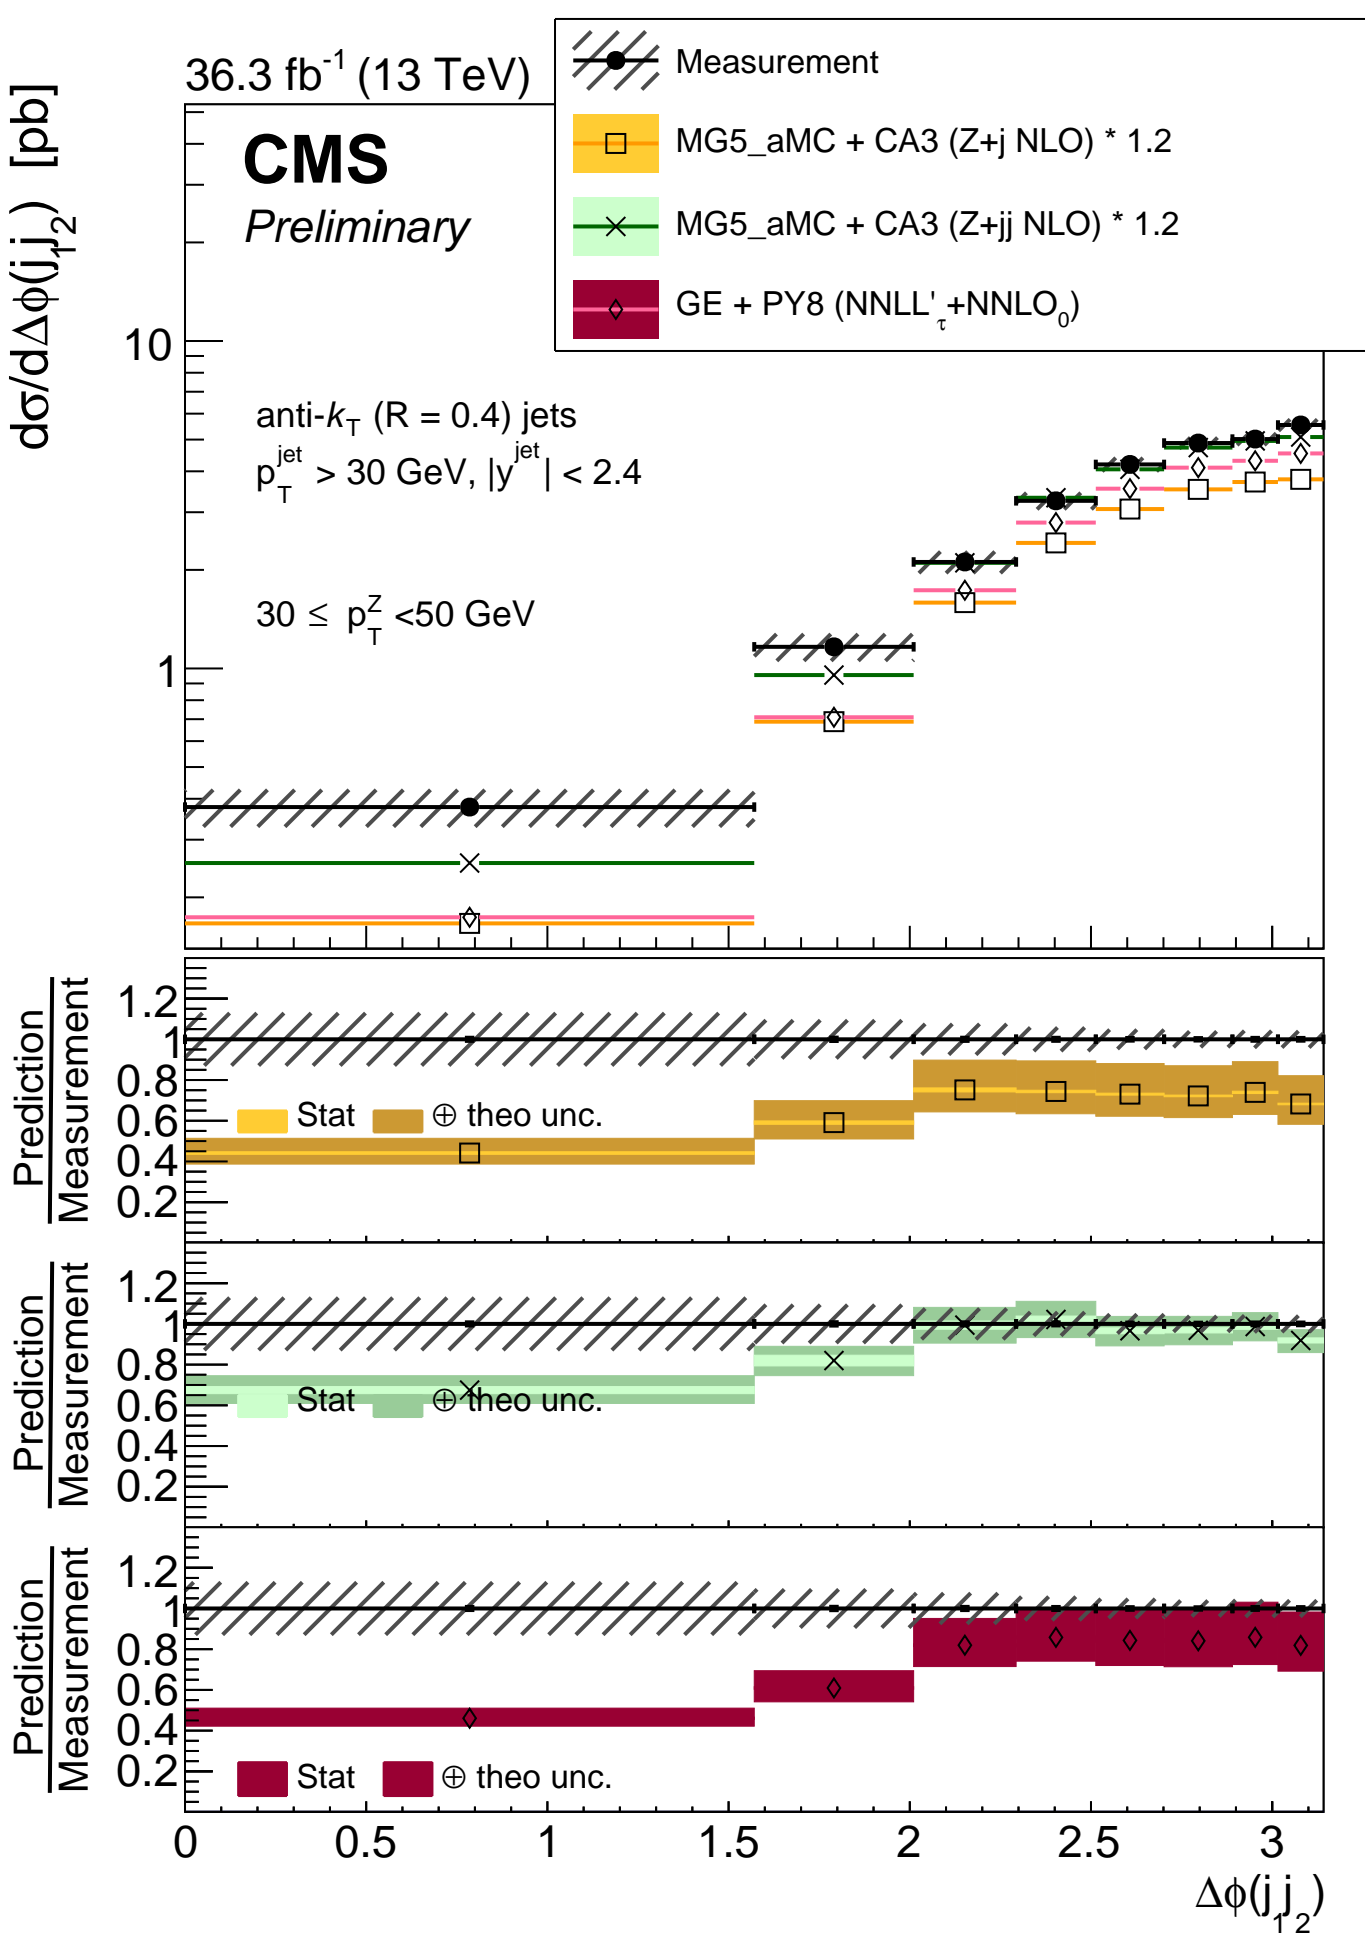 36.3 fb-1 (13 TeV)
Measurement
MG5_aMC + CA3 (Z+j NLO) * 1.2
MG5_aMC + CA3 (Z+jj NLO) * 1.2
GE + PY8 (NNLL'τ+NNLO0)
CMS
Preliminary
dσ/dΔϕ(j1j2) [pb]
10
1
anti-kT (R = 0.4) jets
pTjet > 30 GeV, |yjet| < 2.4
30 ≤ pTZ <50 GeV
Prediction
Measurement
1.2
1
0.8
0.6
0.4
0.2
Stat ⊕ theo unc.
Prediction
Measurement
1.2
1
0.8
0.6
0.4
0.2
Stat ⊕ theo unc.
Prediction
Measurement
1.2
1
0.8
0.6
0.4
0.2
Stat ⊕ theo unc.
0 0.5 1 1.5 2 2.5 3
Δϕ(j1j2)